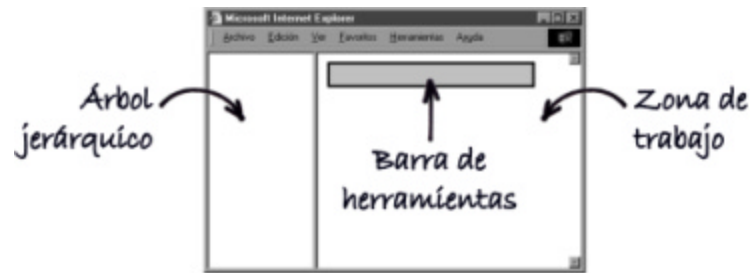 Microsoft Internet Explorer
Archivo Edición Ver Favoritos Herramientas Ayuda
Árbol
jerárquico
Barra de
herramientas
Zona de
trabajo